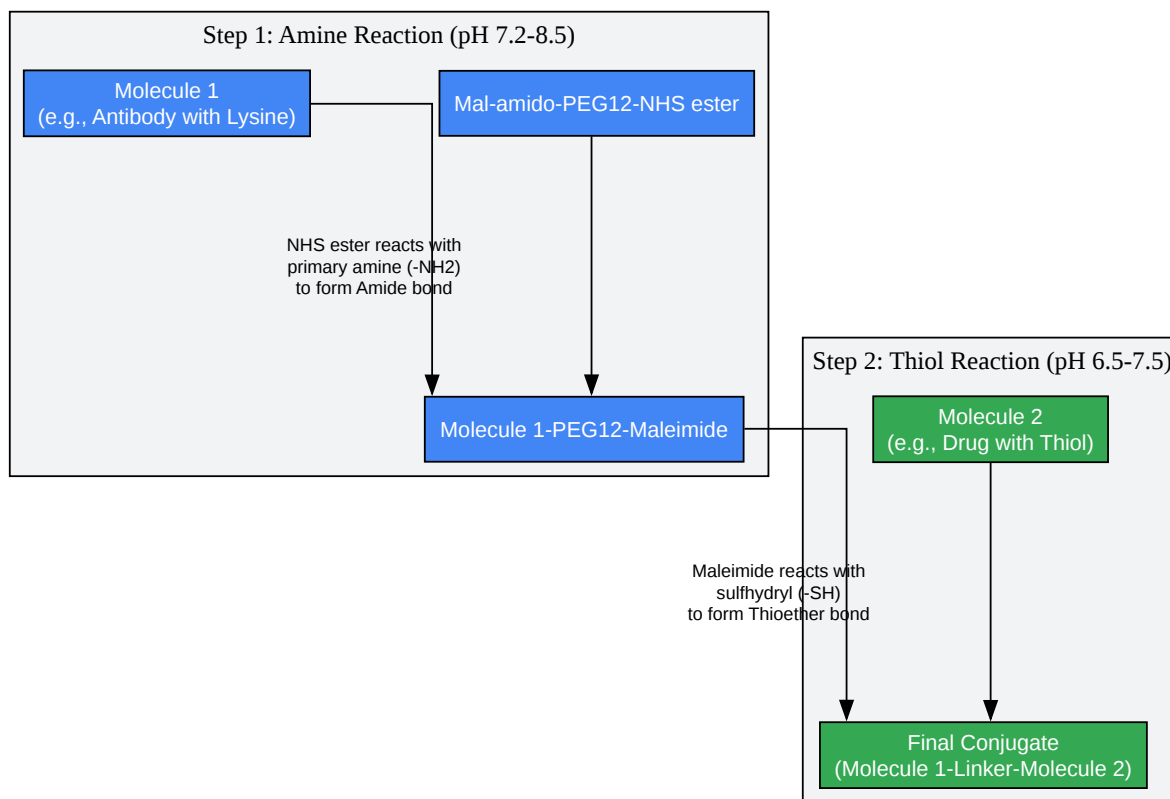 Step 1: Amine Reaction (pH 7.2-8.5)
Molecule 1
(e.g., Antibody with Lysine)
Mal-amido-PEG12-NHS ester
NHS ester reacts with
primary amine (-NH2)
to form Amide bond
Molecule 1-PEG12-Maleimide
Step 2: Thiol Reaction (pH 6.5-7.5)
Molecule 2
(e.g., Drug with Thiol)
Maleimide reacts with
sulfhydryl (-SH)
to form Thioether bond
Final Conjugate
(Molecule 1-Linker-Molecule 2)